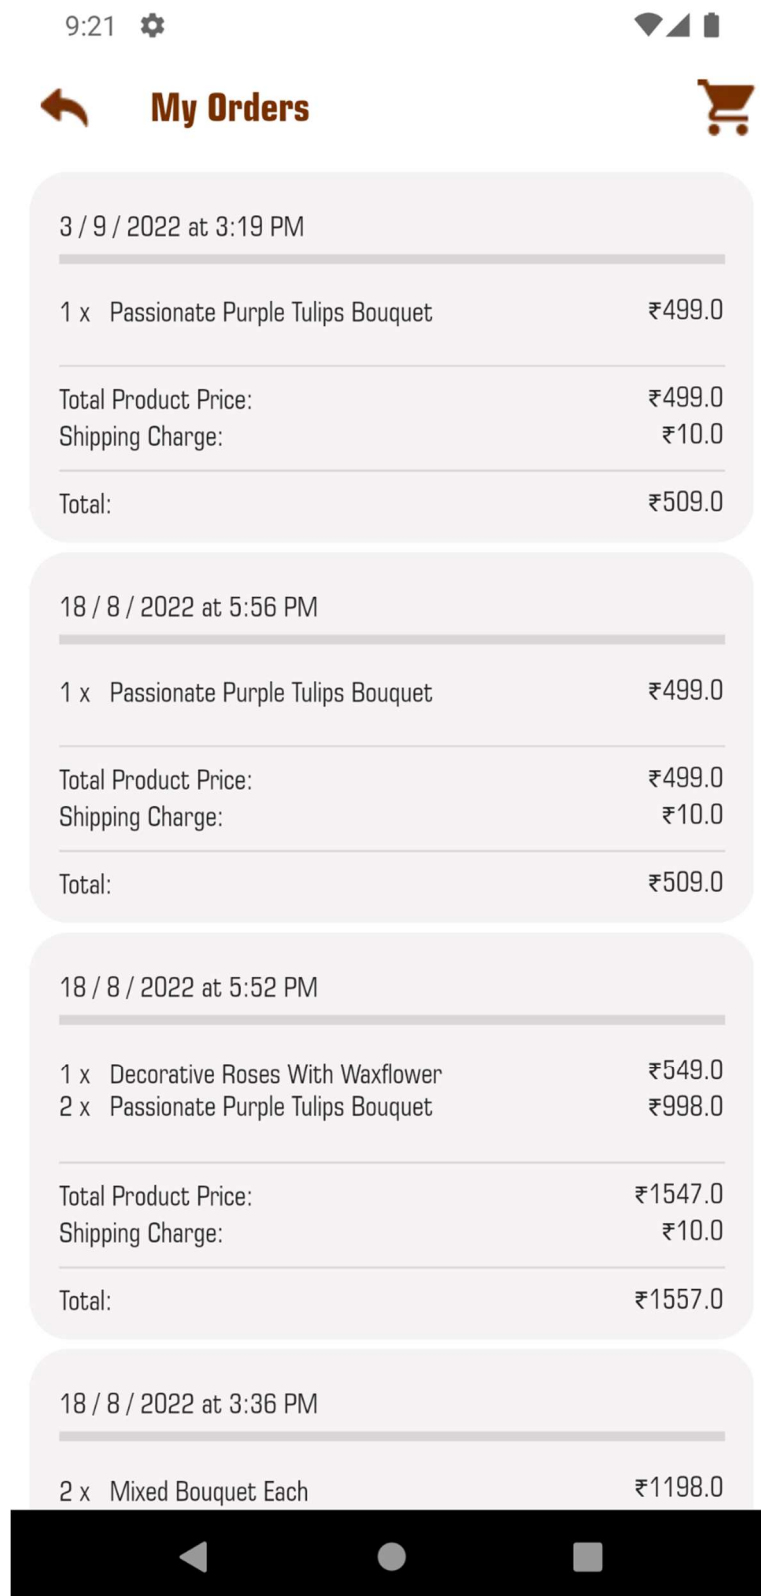 9:21
My Orders
3 / 9 / 2022 at 3:19 PM
1 x Passionate Purple Tulips Bouquet ₹499.0
Total Product Price: ₹499.0
Shipping Charge: ₹10.0
Total: ₹509.0
18 / 8 / 2022 at 5:56 PM
1 x Passionate Purple Tulips Bouquet ₹499.0
Total Product Price: ₹499.0
Shipping Charge: ₹10.0
Total: ₹509.0
18 / 8 / 2022 at 5:52 PM
1 x Decorative Roses With Waxflower ₹549.0
2 x Passionate Purple Tulips Bouquet ₹998.0
Total Product Price: ₹1547.0
Shipping Charge: ₹10.0
Total: ₹1557.0
18 / 8 / 2022 at 3:36 PM
2 x Mixed Bouquet Each ₹1198.0